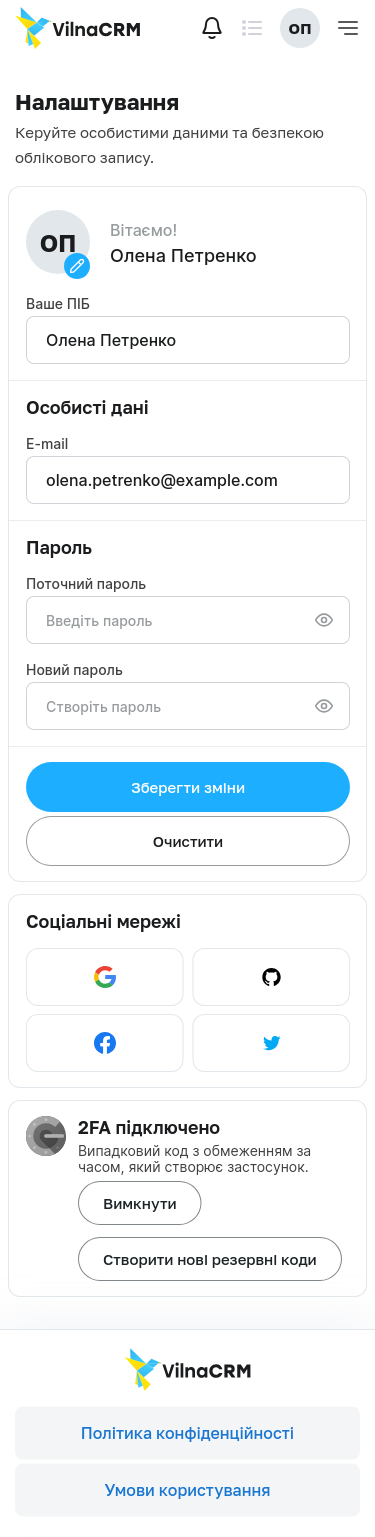 VilnaCRM
ОП
Налаштування
Керуйте особистими даними та безпекою
облікового запису.
ОП
Вітаємо!
Олена Петренко
Ваше ПІБ
Олена Петренко
Особисті дані
E-mail
olena.petrenko@example.com
Пароль
Поточний пароль
Введіть пароль
Новий пароль
Створіть пароль
Зберегти зміни
Очистити
Соціальні мережі
2FA підключено
Випадковий код з обмеженням за
часом, який створює застосунок.
Вимкнути
Створити нові резервні коди
VilnaCRM
Політика конфіденційності
Умови користування